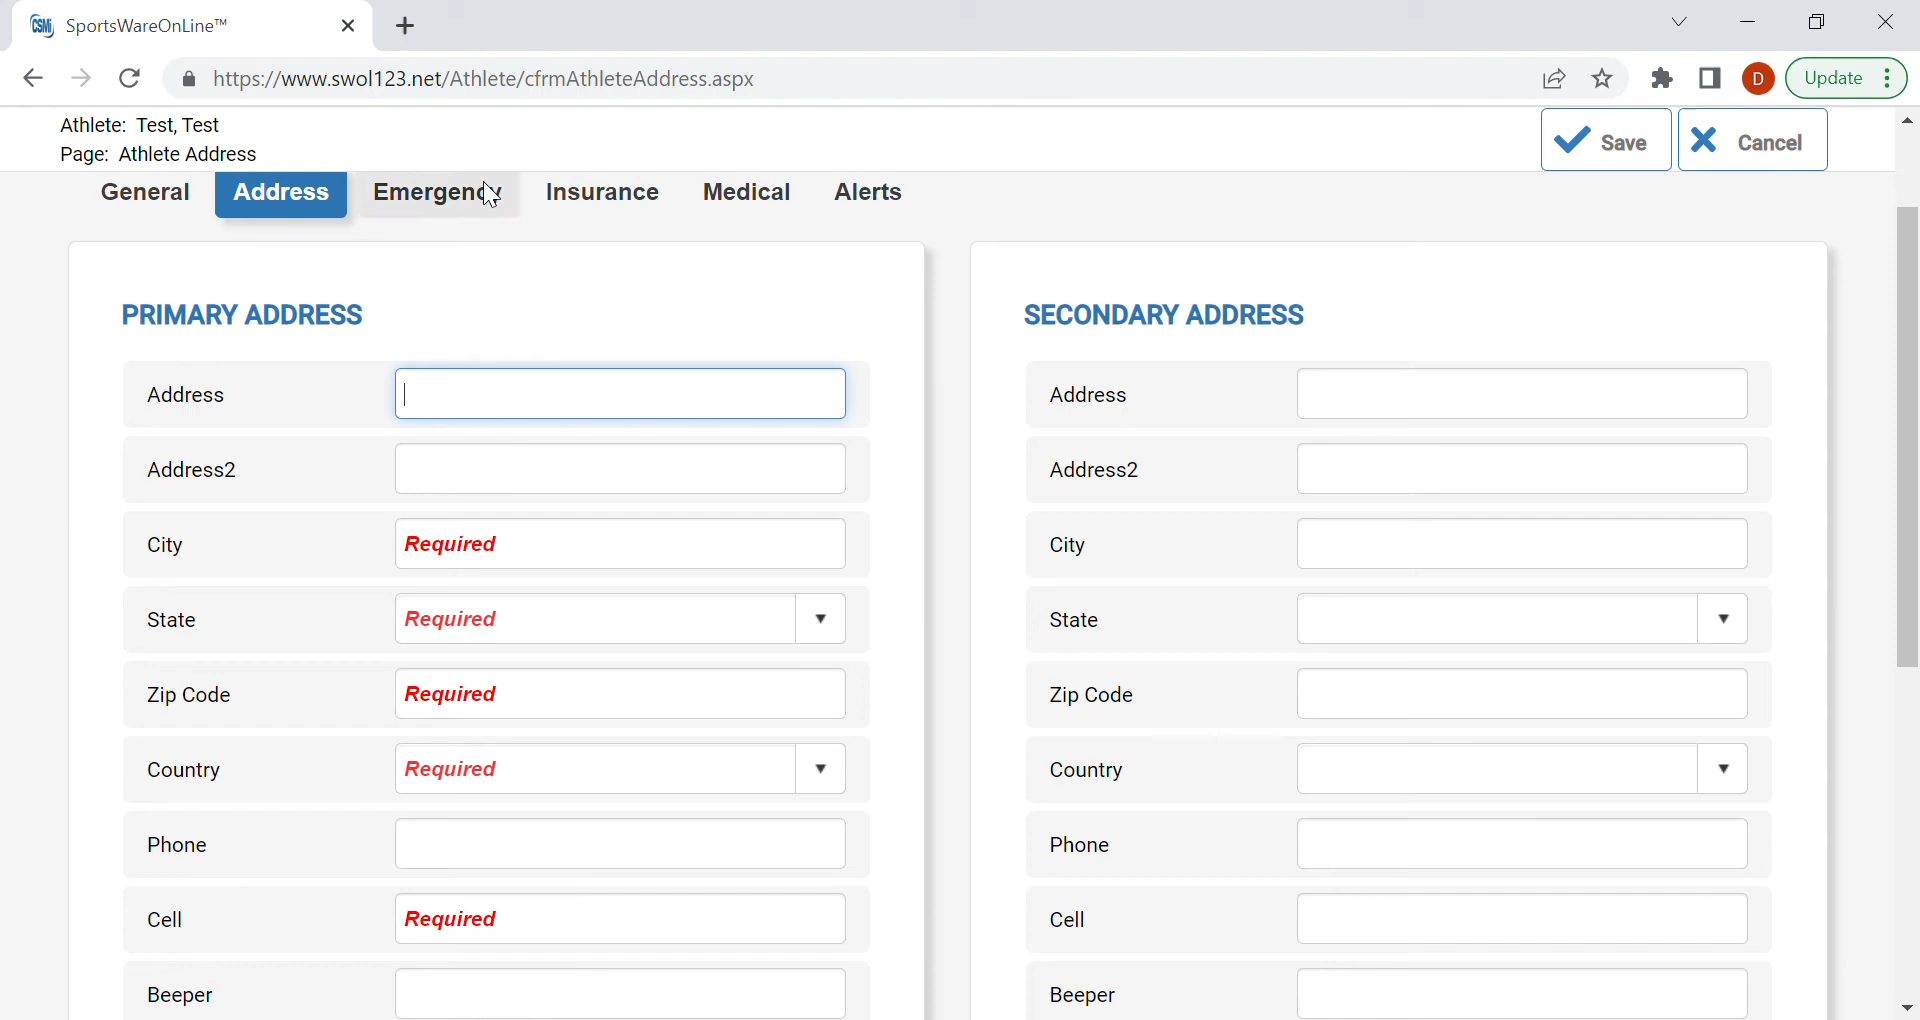 CSMi SportsWareOnLine™
https://www.swol123.net/Athlete/cfrmAthleteAddress.aspx
D
Update
Athlete: Test, Test
Page: Athlete Address
Save
Cancel
General Address Emergency Insurance Medical Alerts
PRIMARY ADDRESS
Address
Address2
City Required
State Required
Zip Code Required
Country Required
Phone
Cell Required
Beeper
SECONDARY ADDRESS
Address
Address2
City
State
Zip Code
Country
Phone
Cell
Beeper